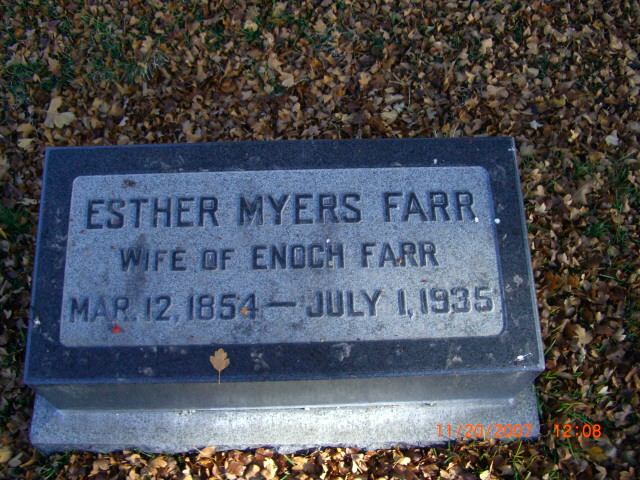 ESTHER MYERS FARR
WIFE OF ENOCH FARR
MAR. 12, 1854 — JULY 1, 1935
11/20/2007 12:08